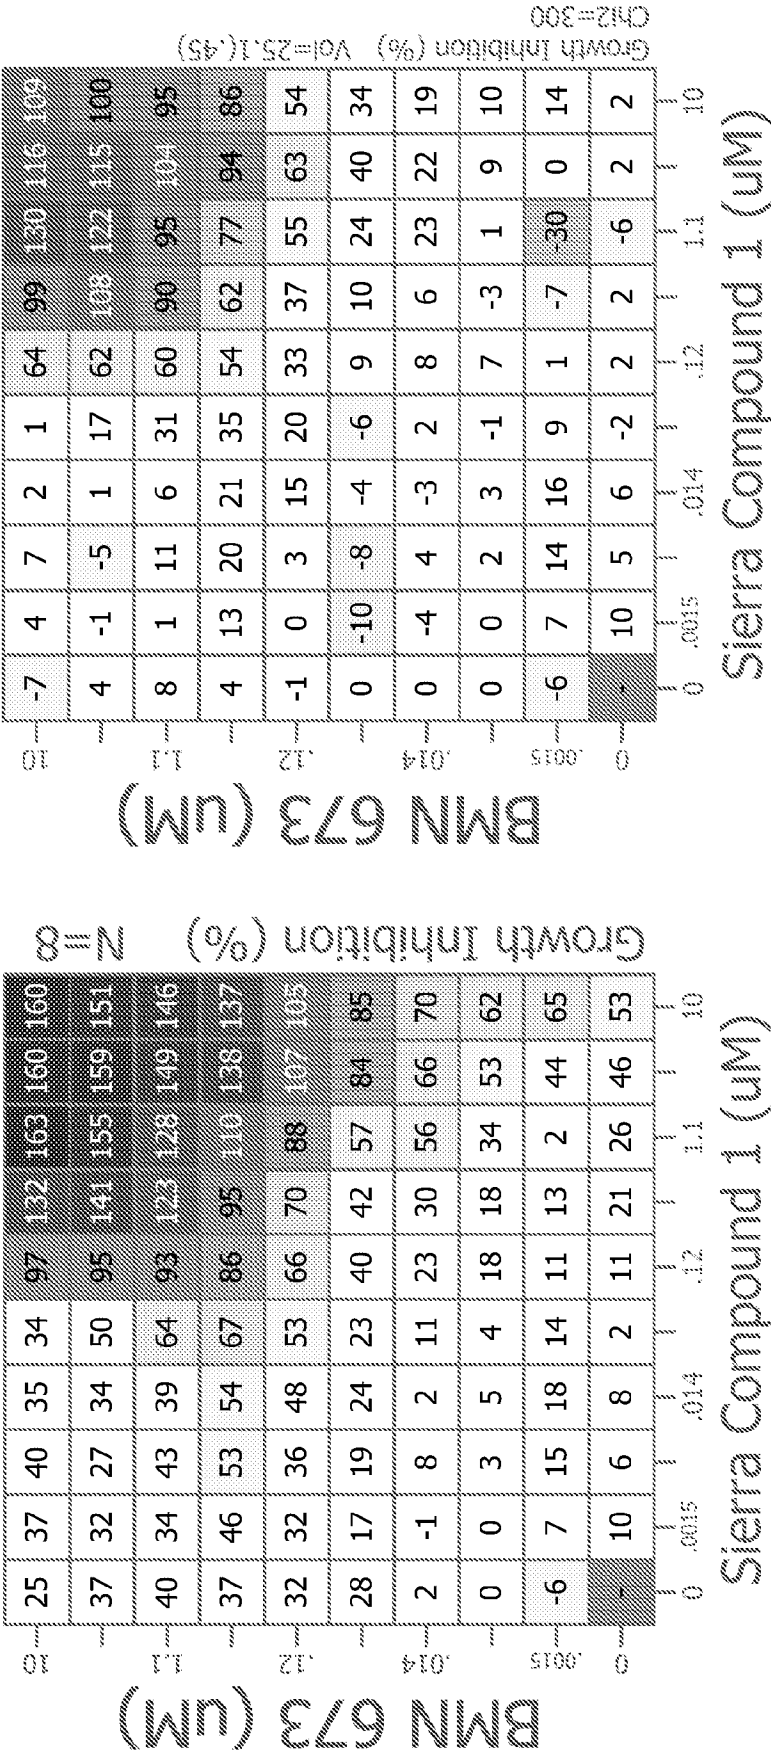 BMN 673 (uM)
10 25 37 40 35 34 97 132 163 160 160
37 32 27 34 50 95 141 155 159 151
1.1 40 34 43 39 64 93 123 128 149 146
37 46 53 54 67 86 95 110 138 137
.12 32 32 36 48 53 66 70 88 107 105
28 17 19 24 23 40 42 57 84 85
.014 2 -1 8 2 11 23 30 56 66 70
0 0 3 5 4 18 18 34 53 62
.0015 -6 7 15 18 14 11 13 2 44 65
0 - 10 6 8 2 11 21 26 46 53
0 .0015 .014 .12 1.1 10
Sierra Compound 1 (uM)
Growth Inhibition (%) N=8
BMN 673 (uM)
10 -7 4 7 2 1 64 99 130 116 109
4 -1 -5 1 17 62 108 122 115 100
1.1 8 1 11 6 31 60 90 95 104 95
4 13 20 21 35 54 62 77 94 86
.12 -1 0 3 15 20 33 37 55 63 54
0 -10 -8 -4 -6 9 10 24 40 34
.014 0 -4 4 -3 2 8 6 23 22 19
0 0 2 3 -1 7 -3 1 9 10
.0015 -6 7 14 16 9 1 -7 -30 0 14
0 - 10 5 6 -2 2 2 -6 2 2
0 .0015 .014 .12 1.1 10
Sierra Compound 1 (uM)
Growth Inhibition (%) Vol=25.1(.45)
Chi2=300